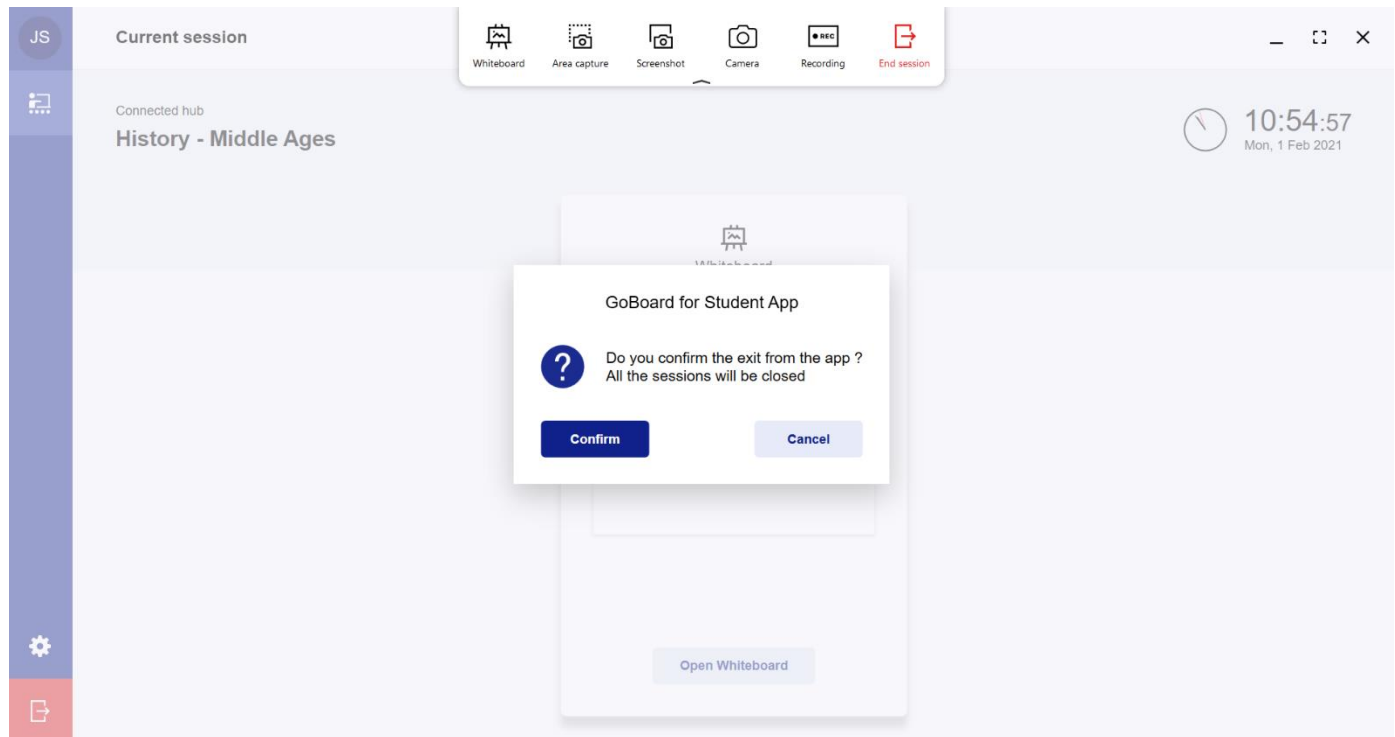 JS
Current session
Whiteboard
Area capture
Screenshot
Camera
● REC
Recording
End session
Connected hub
History - Middle Ages
10:54:57
Mon, 1 Feb 2021
Whiteboard
GoBoard for Student App
?
Do you confirm the exit from the app ?
All the sessions will be closed
Confirm
Cancel
Open Whiteboard